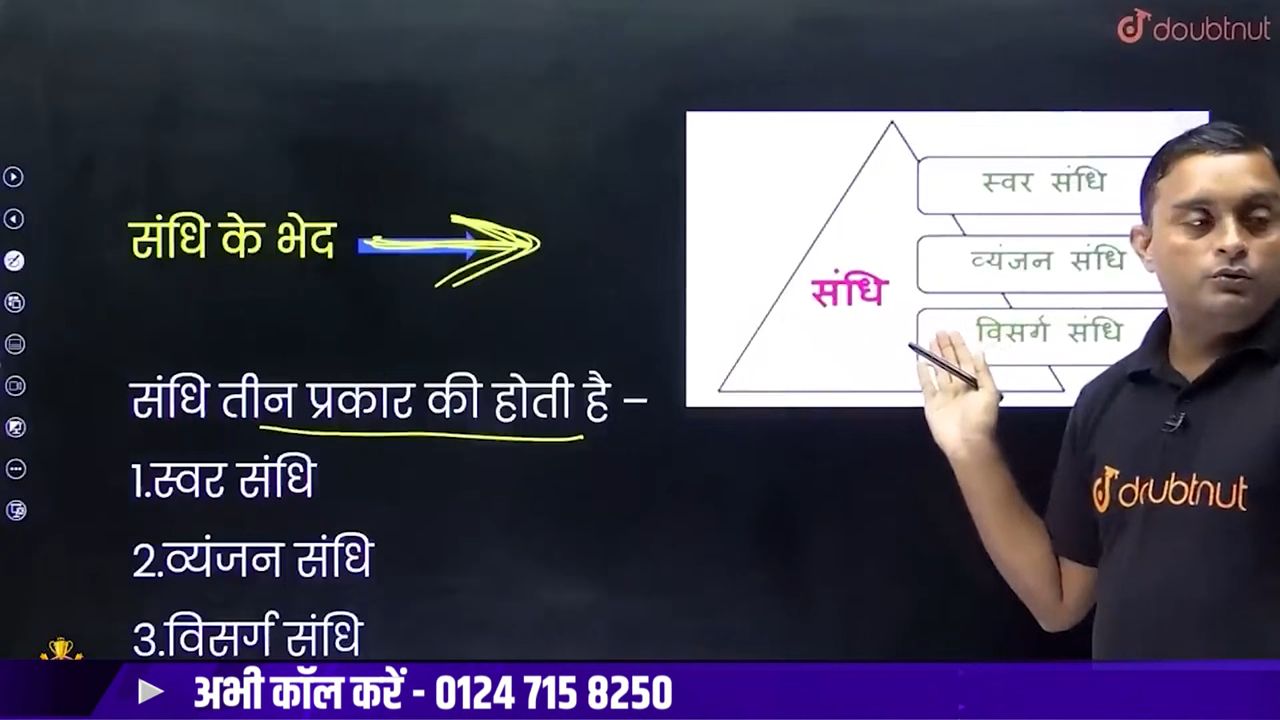 doubtnut
संधि के भेद
स्वर संधि
व्यंजन संधि
विसर्ग संधि
संधि
संधि तीन प्रकार की होती है –
1.स्वर संधि
2.व्यंजन संधि
3.विसर्ग संधि
doubtnut
अभी कॉल करें - 0124 715 8250